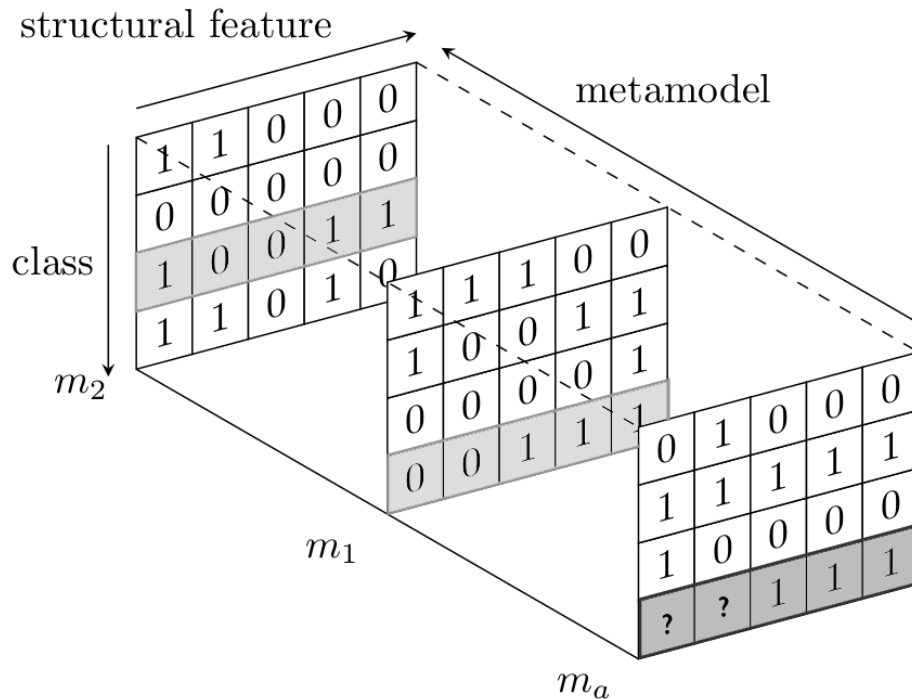 structural feature
metamodel
class
1 1 0 0 0
0 0 0 0 0
1 0 0 1 1
1 1 0 1 0
m2
1 1 1 0 0
1 0 0 1 1
0 0 0 0 1
0 0 1 1 1
m1
0 1 0 0 0
1 1 1 1 1
1 0 0 0 0
? ? 1 1 1
ma